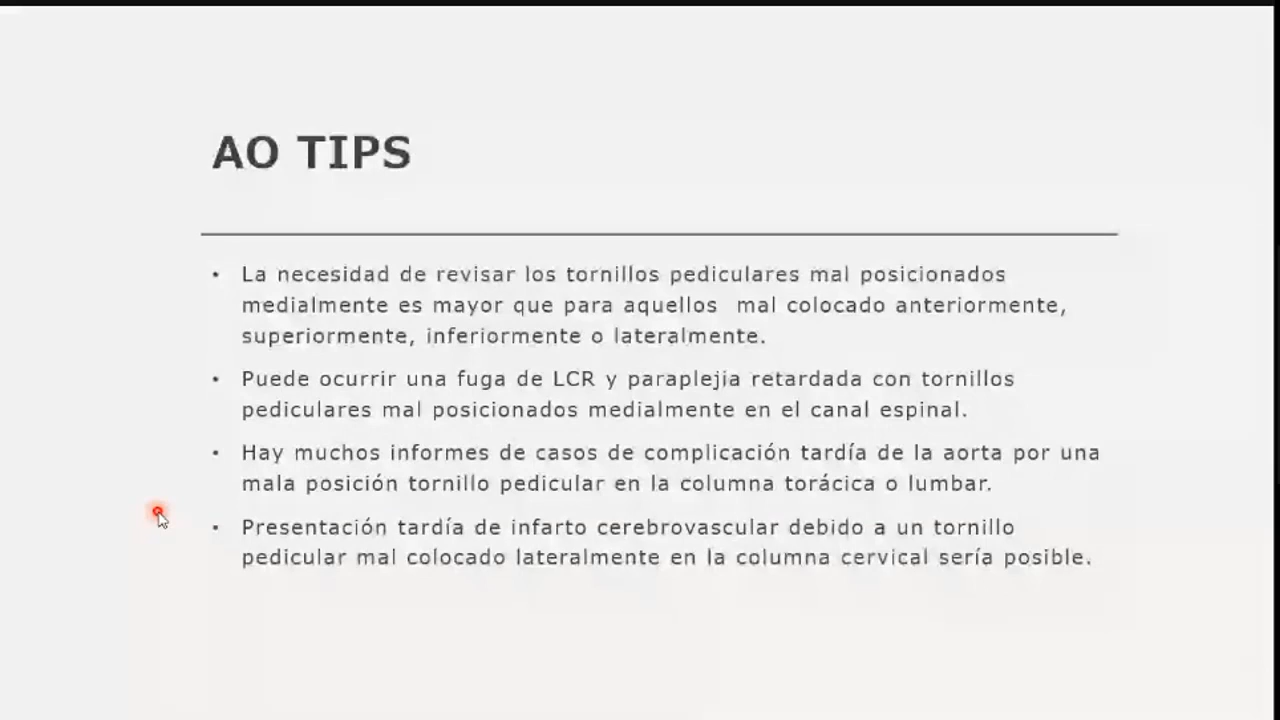 AO TIPS
• La necesidad de revisar los tornillos pediculares mal posicionados
medialmente es mayor que para aquellos mal colocado anteriormente,
superiormente, inferiormente o lateralmente.
• Puede ocurrir una fuga de LCR y paraplejia retardada con tornillos
pediculares mal posicionados medialmente en el canal espinal.
• Hay muchos informes de casos de complicación tardía de la aorta por una
mala posición tornillo pedicular en la columna torácica o lumbar.
• Presentación tardía de infarto cerebrovascular debido a un tornillo
pedicular mal colocado lateralmente en la columna cervical sería posible.